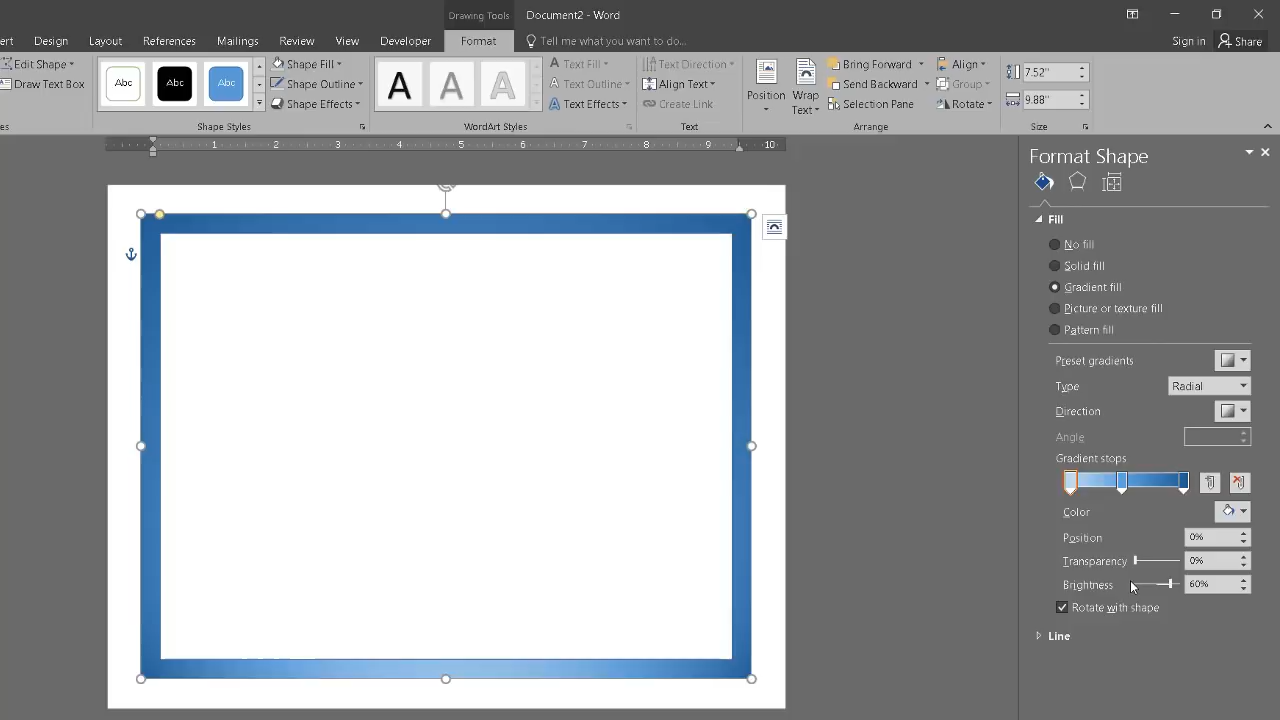 Drawing Tools Document2 - Word
ert Design Layout References Mailings Review View Developer Format Tell me what you want to do... Sign in Share
Edit Shape Shape Fill Text Fill Text Direction Bring Forward Align 7.52"
Draw Text Box Abc Abc Abc Shape Outline A A A Text Outline Align Text Position Wrap Text Send Backward Group 9.88"
Shape Effects Text Effects Create Link Selection Pane Rotate
es Shape Styles WordArt Styles Text Arrange Size
1 2 3 4 5 6 7 8 9 10
Format Shape
Fill
No fill
Solid fill
Gradient fill
Picture or texture fill
Pattern fill
Preset gradients
Type Radial
Direction
Angle
Gradient stops
Color
Position 0%
Transparency 0%
Brightness 60%
Rotate with shape
Line